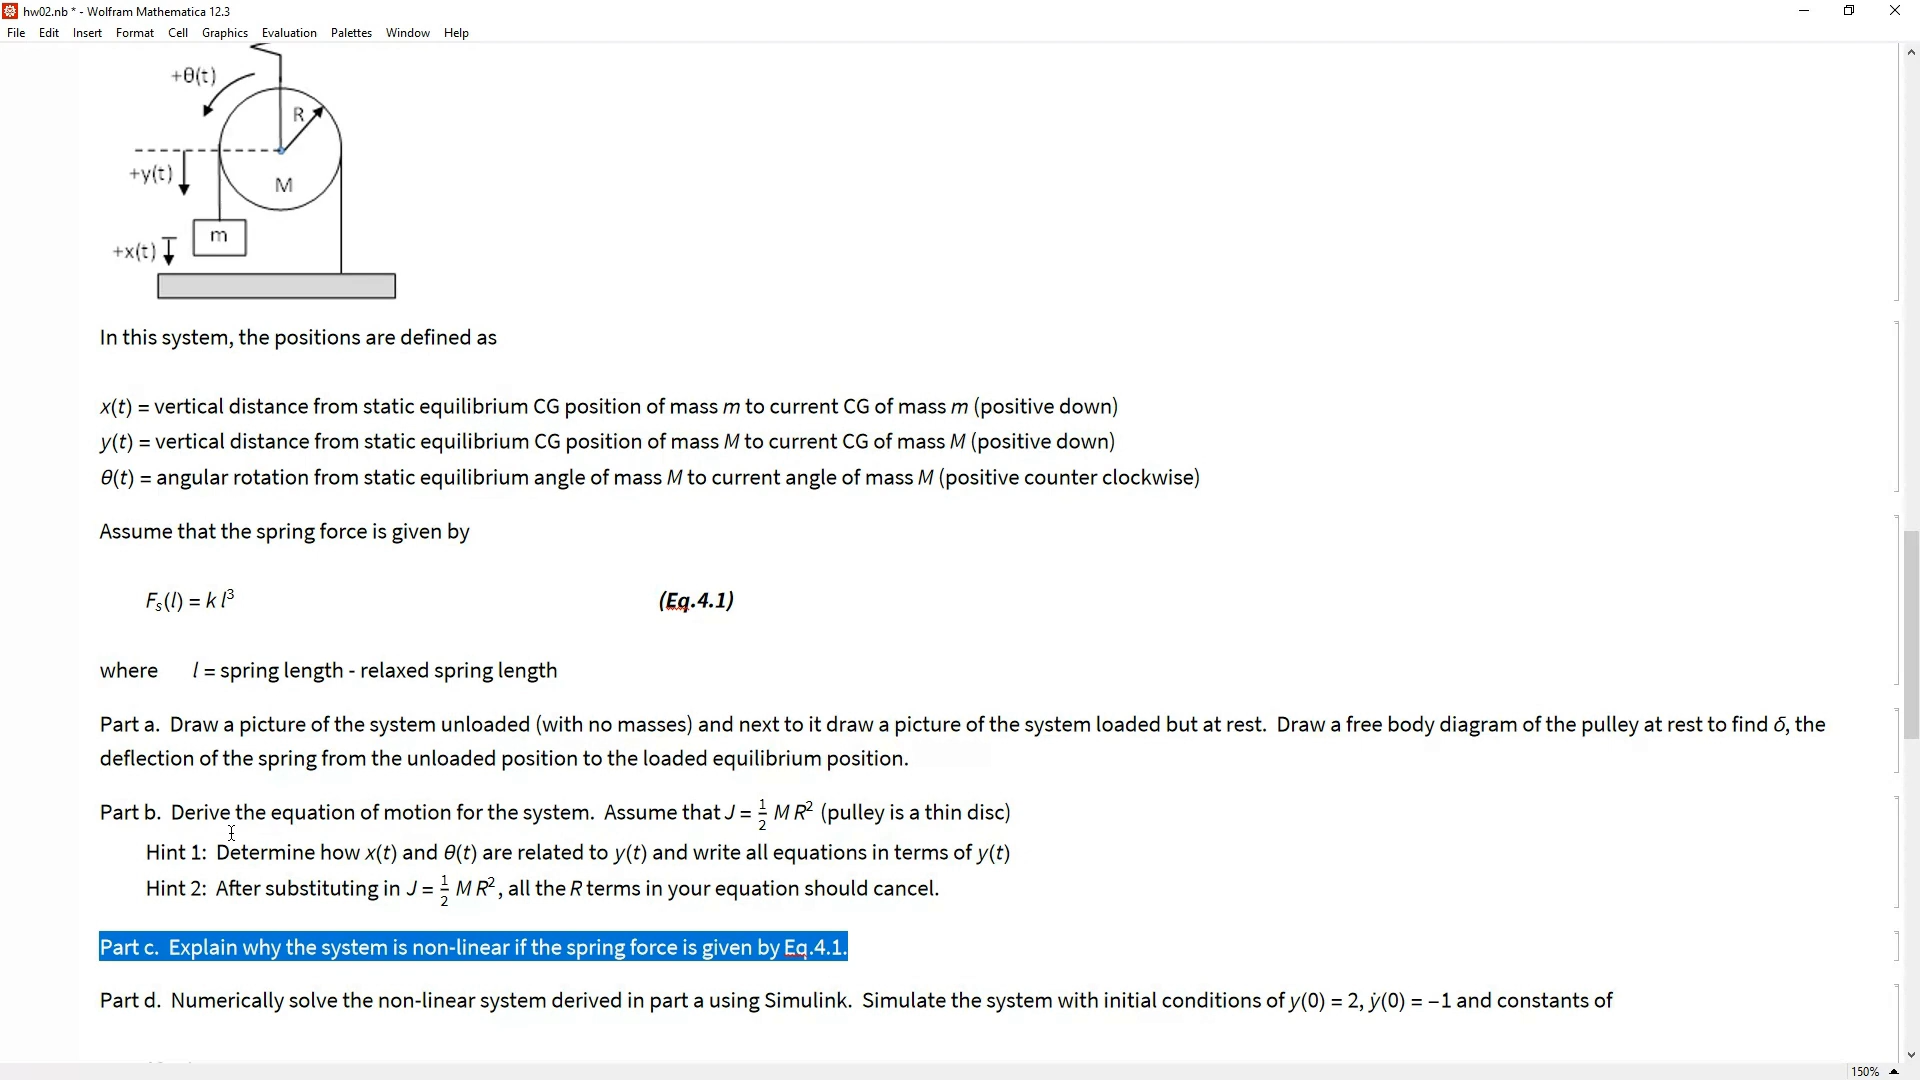 hw02.nb * - Wolfram Mathematica 12.3
File Edit Insert Format Cell Graphics Evaluation Palettes Window Help
+θ(t)
R
+y(t)
M
m
+x(t)
In this system, the positions are defined as
x(t) = vertical distance from static equilibrium CG position of mass m to current CG of mass m (positive down)
y(t) = vertical distance from static equilibrium CG position of mass M to current CG of mass M (positive down)
θ(t) = angular rotation from static equilibrium angle of mass M to current angle of mass M (positive counter clockwise)
Assume that the spring force is given by
Fₛ(l) = k l³ (Eq.4.1)
where l = spring length - relaxed spring length
Part a. Draw a picture of the system unloaded (with no masses) and next to it draw a picture of the system loaded but at rest. Draw a free body diagram of the pulley at rest to find δ, the
deflection of the spring from the unloaded position to the loaded equilibrium position.
Part b. Derive the equation of motion for the system. Assume that J = 1/2 M R² (pulley is a thin disc)
Hint 1: Determine how x(t) and θ(t) are related to y(t) and write all equations in terms of y(t)
Hint 2: After substituting in J = 1/2 M R², all the R terms in your equation should cancel.
Part c. Explain why the system is non-linear if the spring force is given by Eq.4.1.
Part d. Numerically solve the non-linear system derived in part a using Simulink. Simulate the system with initial conditions of y(0) = 2, ẏ(0) = −1 and constants of
150%